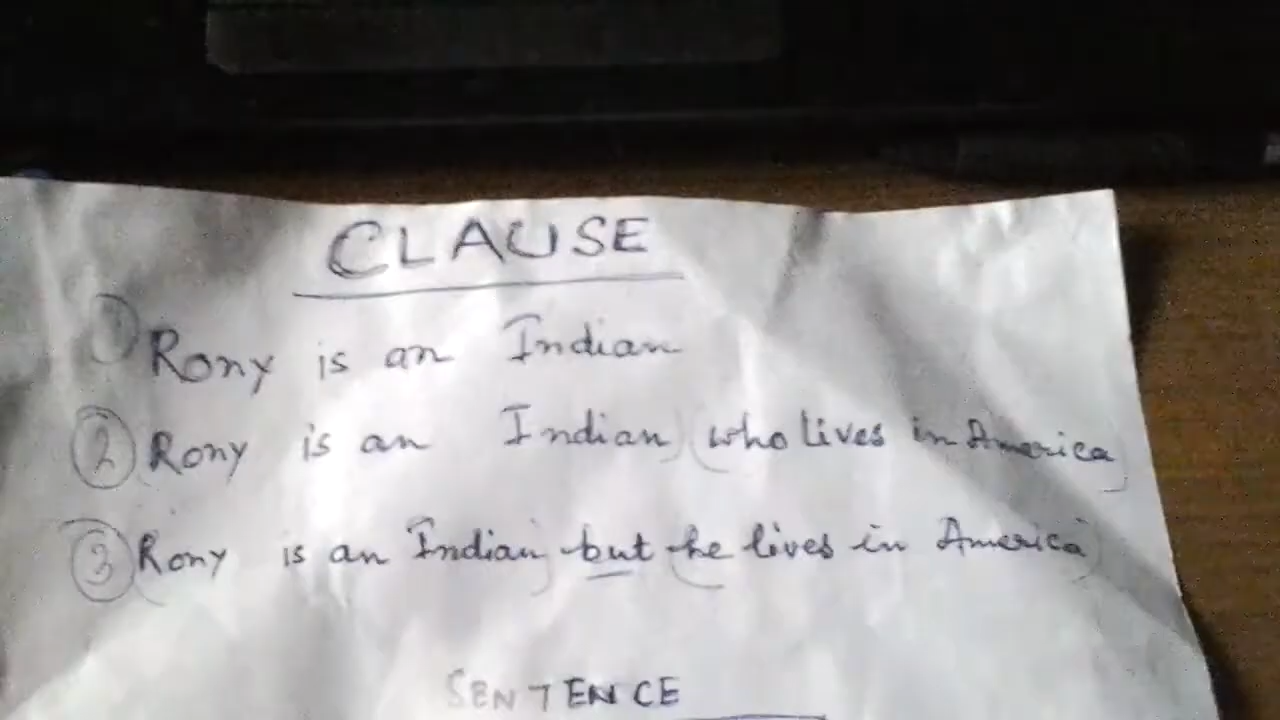 CLAUSE
① Rony is an Indian
② (Rony is an Indian) (who lives in America)
③ (Rony is an Indian) but (he lives in America)
SENTENCE